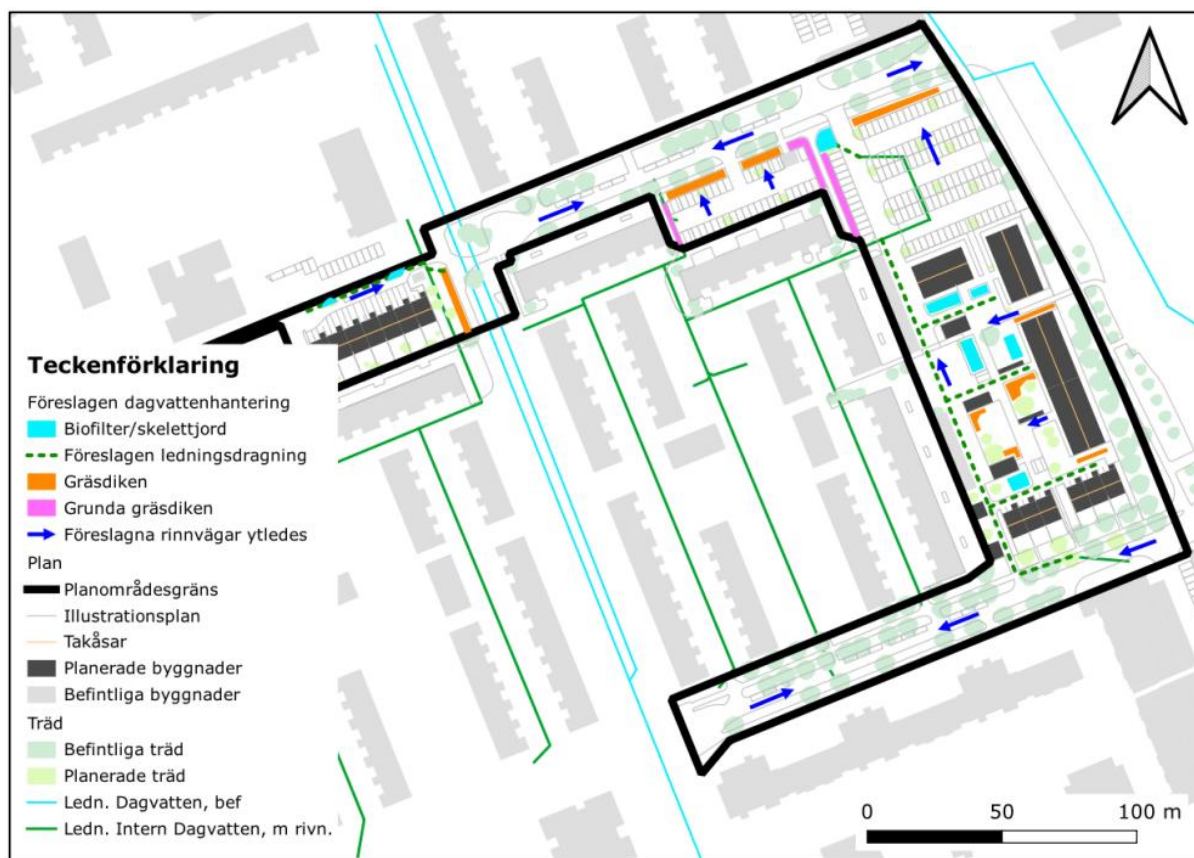 Teckenförklaring
Föreslagen dagvattenhantering
Biofilter/skelettjord
Föreslagen ledningsdragning
Gräsdiken
Grunda gräsdiken
Föreslagna rinnvägar ytledes
Plan
Planområdesgräns
Illustrationsplan
Takåsar
Planerade byggnader
Befintliga byggnader
Träd
Befintliga träd
Planerade träd
Ledn. Dagvatten, bef
Ledn. Intern Dagvatten, m rivn.
0 50 100 m